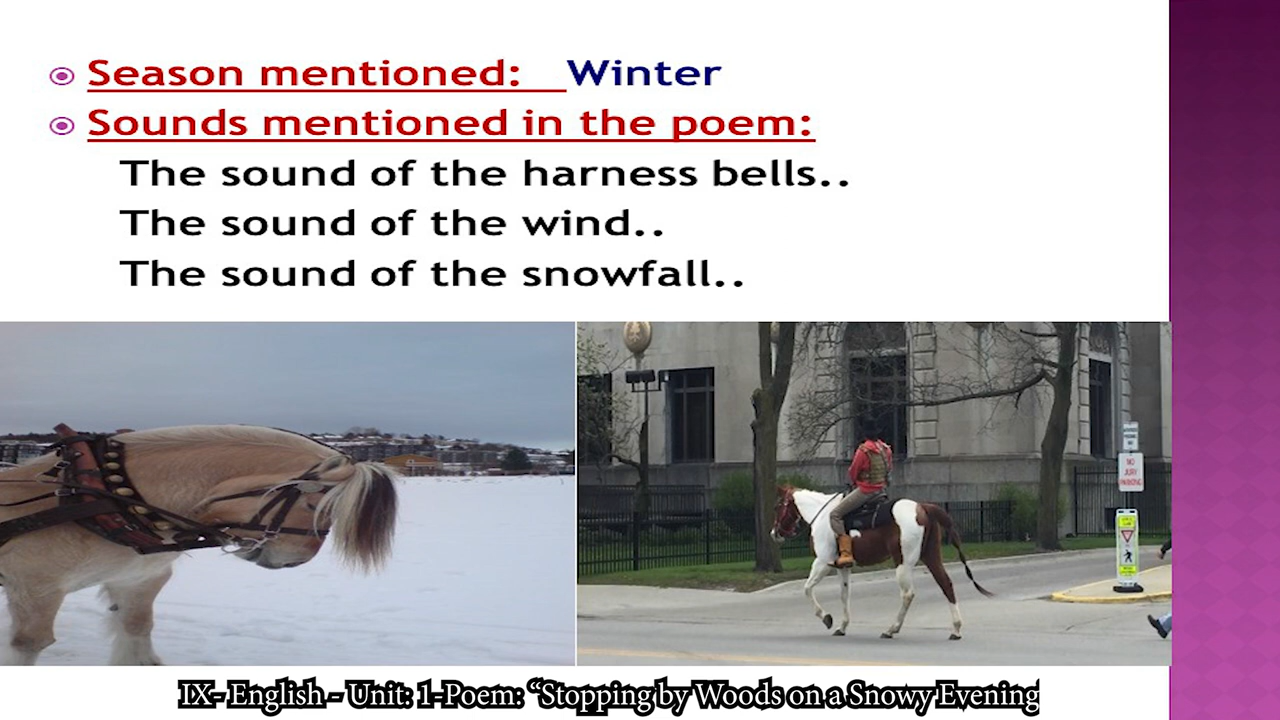 Season mentioned: Winter
Sounds mentioned in the poem:
The sound of the harness bells..
The sound of the wind..
The sound of the snowfall..
NO
JURY
PARKING
IX- English - Unit: 1-Poem: “Stopping by Woods on a Snowy Evening